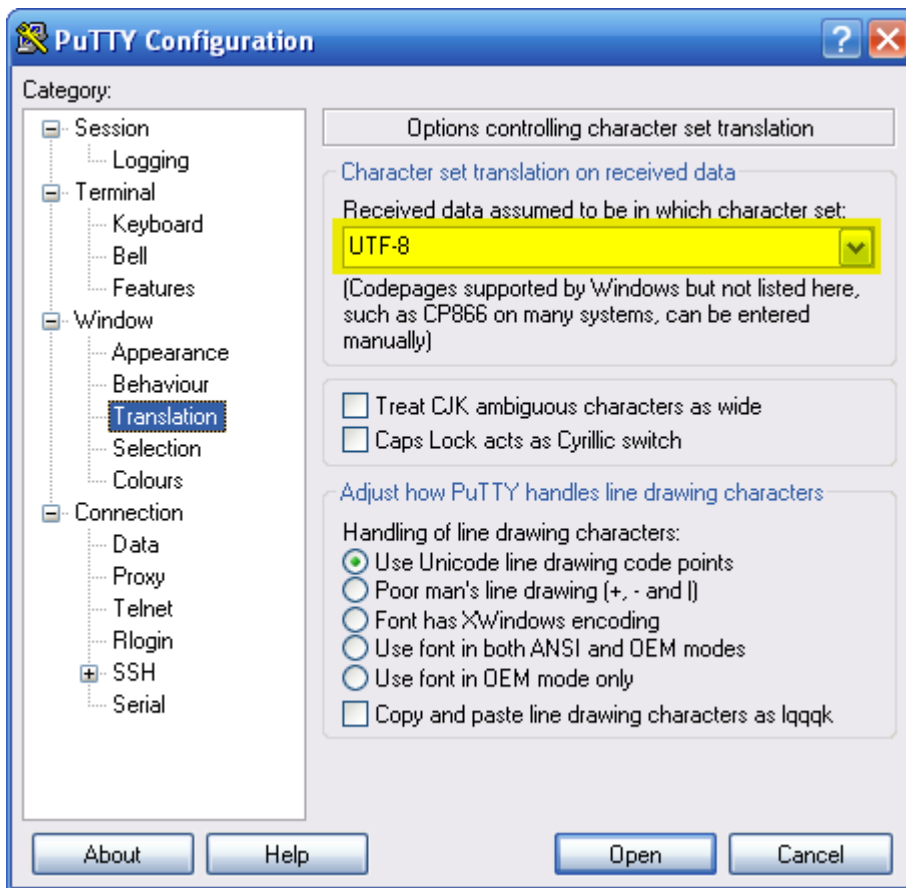 PuTTY Configuration
Category:
Session
Logging
Terminal
Keyboard
Bell
Features
Window
Appearance
Behaviour
Translation
Selection
Colours
Connection
Data
Proxy
Telnet
Rlogin
SSH
Serial
Options controlling character set translation
Character set translation on received data
Received data assumed to be in which character set:
UTF-8
(Codepages supported by Windows but not listed here,
such as CP866 on many systems, can be entered
manually)
Treat CJK ambiguous characters as wide
Caps Lock acts as Cyrillic switch
Adjust how PuTTY handles line drawing characters
Handling of line drawing characters:
Use Unicode line drawing code points
Poor man's line drawing (+, - and |)
Font has XWindows encoding
Use font in both ANSI and OEM modes
Use font in OEM mode only
Copy and paste line drawing characters as lqqqk
About
Help
Open
Cancel